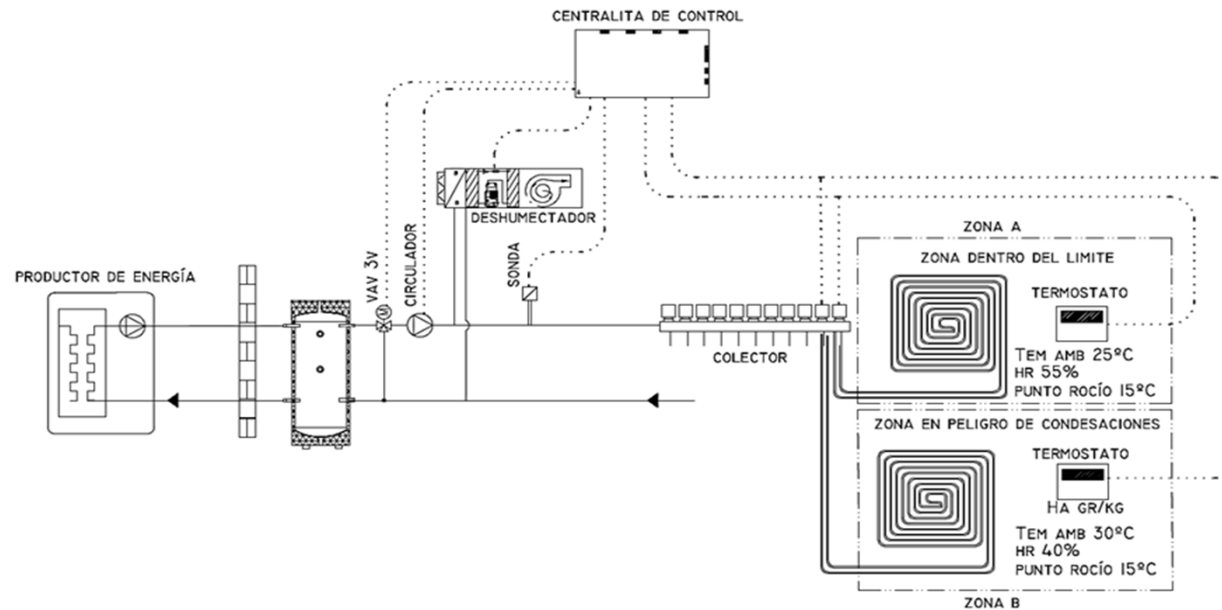 CENTRALITA DE CONTROL
DESHUMECTADOR
VAV 3V
CIRCULADOR
SONDA
PRODUCTOR DE ENERGÍA
M
COLECTOR
ZONA A
ZONA DENTRO DEL LIMITE
TERMOSTATO
TEM AMB 25ºC
HR 55%
PUNTO ROCÍO 15ºC
ZONA EN PELIGRO DE CONDESACIONES
TERMOSTATO
HA GR/KG
TEM AMB 30ºC
HR 40%
PUNTO ROCÍO 15ºC
ZONA B